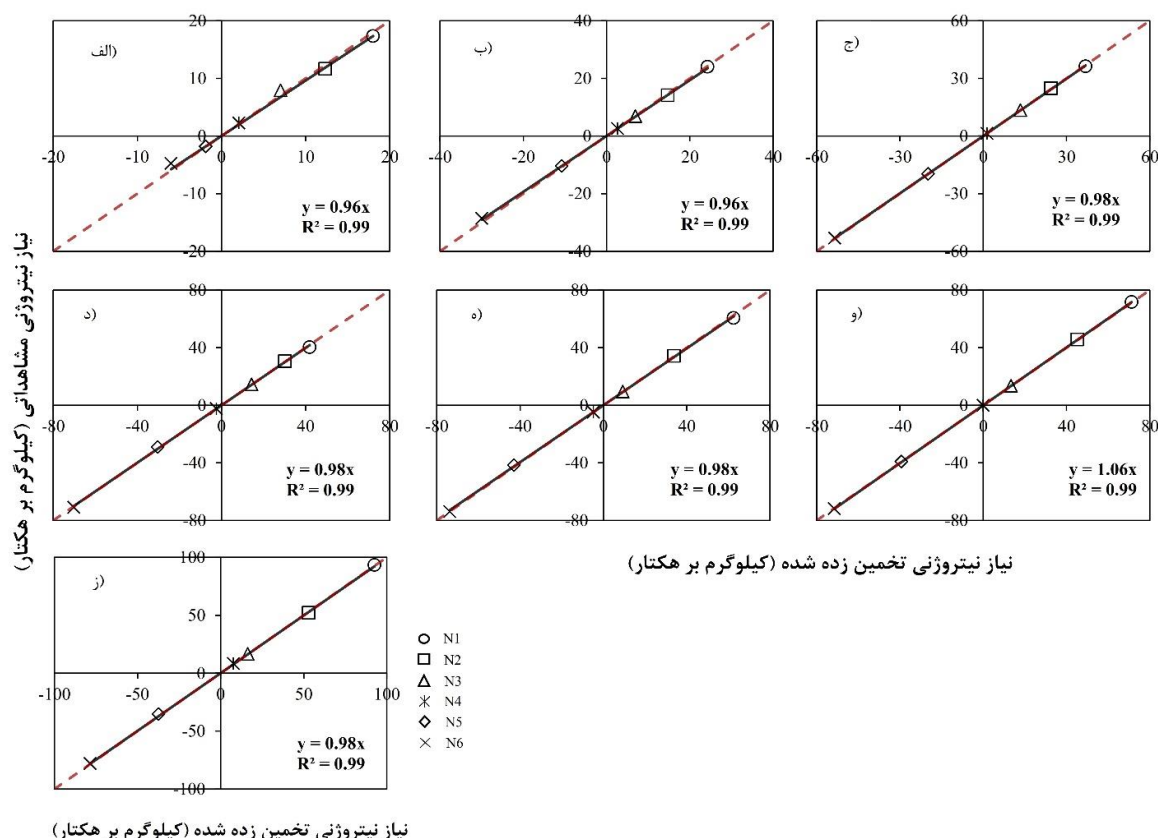 نیاز نیتروژنی مشاهداتی (کیلوگرم بر هکتار)
الف)
20
10
0
-10
-20
-20
-10
0
10
20
y = 0.96x
R² = 0.99
ب)
40
20
0
-20
-40
-40
-20
0
20
40
y = 0.96x
R² = 0.99
ج)
60
30
0
-30
-60
-60
-30
0
30
60
y = 0.98x
R² = 0.99
د)
80
40
0
-40
-80
-80
-40
0
40
80
y = 0.98x
R² = 0.99
ه)
80
40
0
-40
-80
-80
-40
0
40
80
y = 0.98x
R² = 0.99
و)
80
40
0
-40
-80
-80
-40
0
40
80
y = 1.06x
R² = 0.99
نیاز نیتروژنی تخمین زده شده (کیلوگرم بر هکتار)
ز)
100
50
0
-50
-100
-100
-50
0
50
100
y = 0.98x
R² = 0.99
N1
N2
N3
N4
N5
N6
نیاز نیتروژنی تخمین زده شده (کیلوگرم بر هکتار)